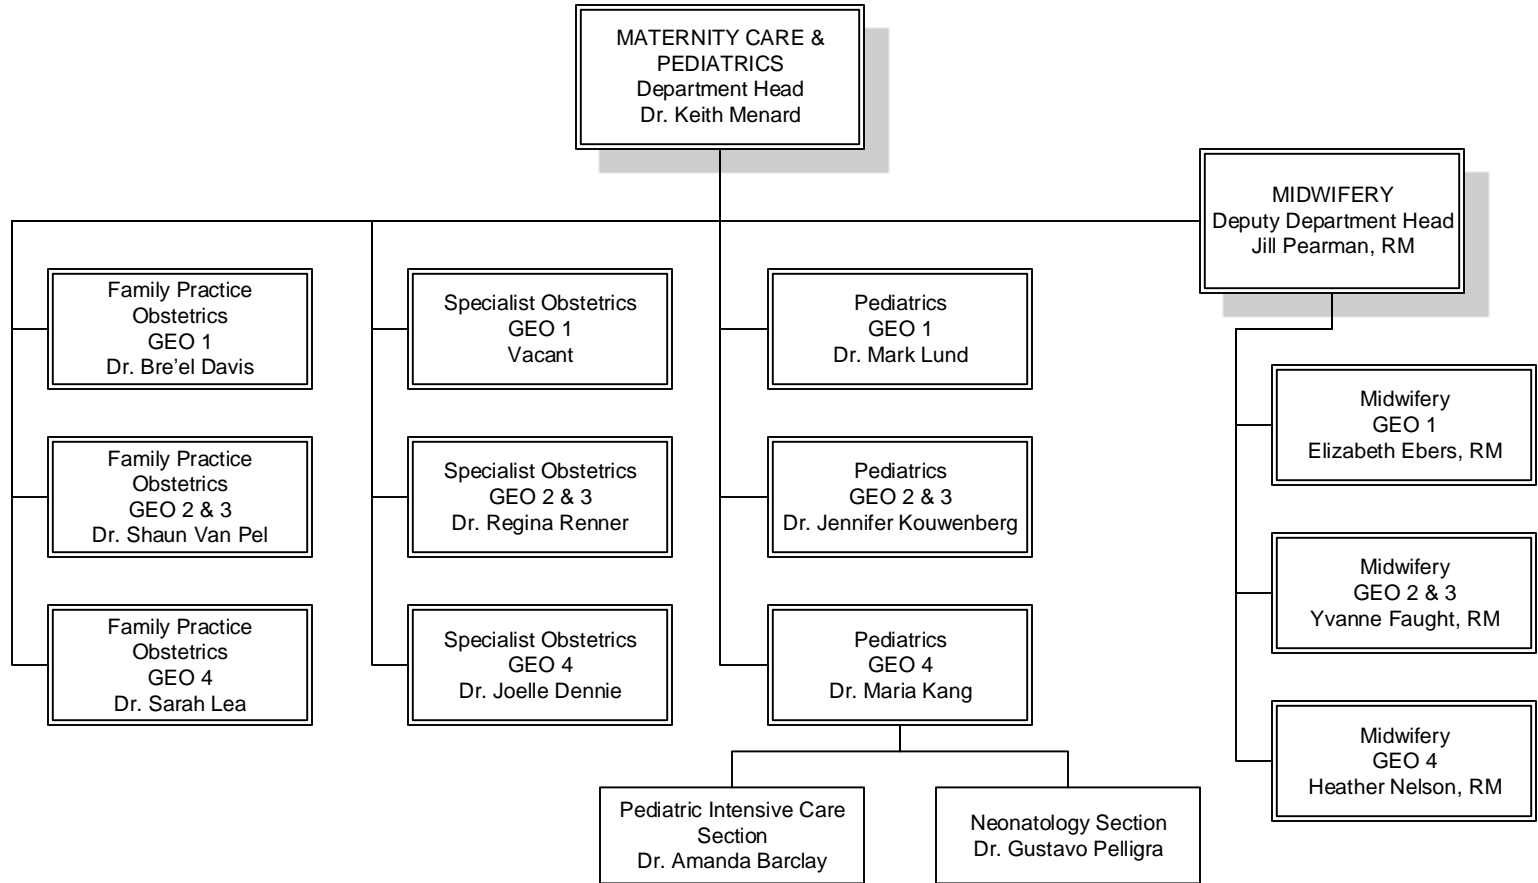 MATERNITY CARE &
PEDIATRICS
Department Head
Dr. Keith Menard
MIDWIFERY
Deputy Department Head
Jill Pearman, RM
Family Practice
Obstetrics
GEO 1
Dr. Bre’el Davis
Specialist Obstetrics
GEO 1
Vacant
Pediatrics
GEO 1
Dr. Mark Lund
Midwifery
GEO 1
Elizabeth Ebers, RM
Family Practice
Obstetrics
GEO 2 & 3
Dr. Shaun Van Pel
Specialist Obstetrics
GEO 2 & 3
Dr. Regina Renner
Pediatrics
GEO 2 & 3
Dr. Jennifer Kouwenberg
Midwifery
GEO 2 & 3
Yvanne Faught, RM
Family Practice
Obstetrics
GEO 4
Dr. Sarah Lea
Specialist Obstetrics
GEO 4
Dr. Joelle Dennie
Pediatrics
GEO 4
Dr. Maria Kang
Midwifery
GEO 4
Heather Nelson, RM
Pediatric Intensive Care
Section
Dr. Amanda Barclay
Neonatology Section
Dr. Gustavo Pelligra